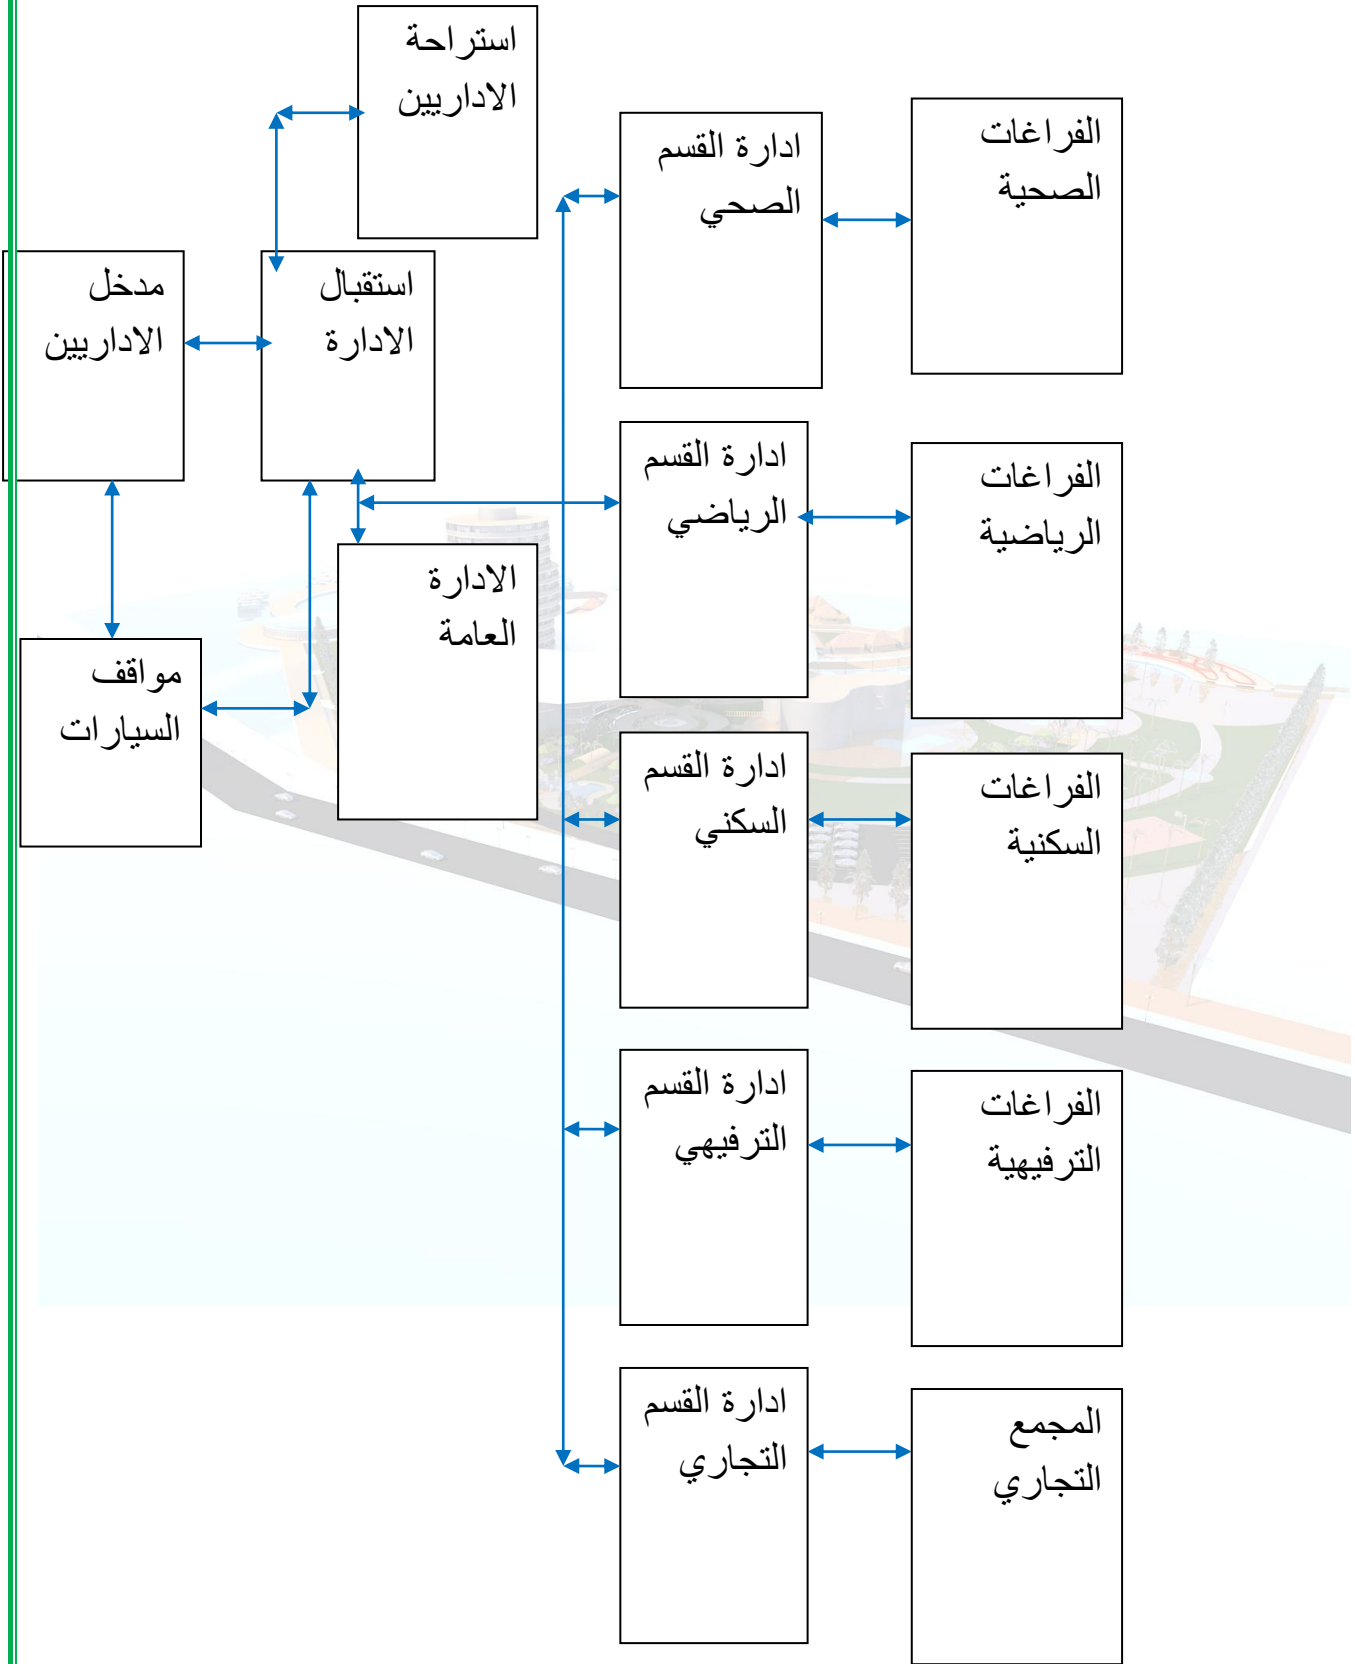 استراحة
الاداريين
ادارة القسم
الصحي
الفراغات
الصحية
مدخل
الاداريين
استقبال
الادارة
ادارة القسم
الرياضي
الفراغات
الرياضية
الادارة
العامة
مواقف
السيارات
ادارة القسم
السكني
الفراغات
السكنية
ادارة القسم
الترفيهي
الفراغات
الترفيهية
ادارة القسم
التجاري
المجمع
التجاري